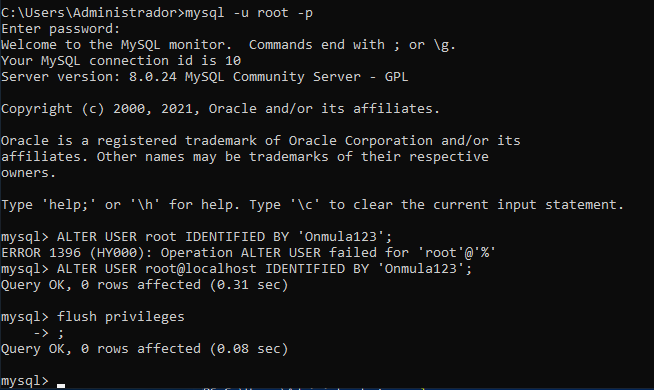 C:\Users\Administrador>mysql -u root -p
Enter password:
Welcome to the MySQL monitor.  Commands end with ; or \g.
Your MySQL connection id is 10
Server version: 8.0.24 MySQL Community Server - GPL

Copyright (c) 2000, 2021, Oracle and/or its affiliates.

Oracle is a registered trademark of Oracle Corporation and/or its
affiliates. Other names may be trademarks of their respective
owners.

Type 'help;' or '\h' for help. Type '\c' to clear the current input statement.

mysql> ALTER USER root IDENTIFIED BY 'Onmula123';
ERROR 1396 (HY000): Operation ALTER USER failed for 'root'@'%'
mysql> ALTER USER root@localhost IDENTIFIED BY 'Onmula123';
Query OK, 0 rows affected (0.31 sec)

mysql> flush privileges
    -> ;
Query OK, 0 rows affected (0.08 sec)

mysql>